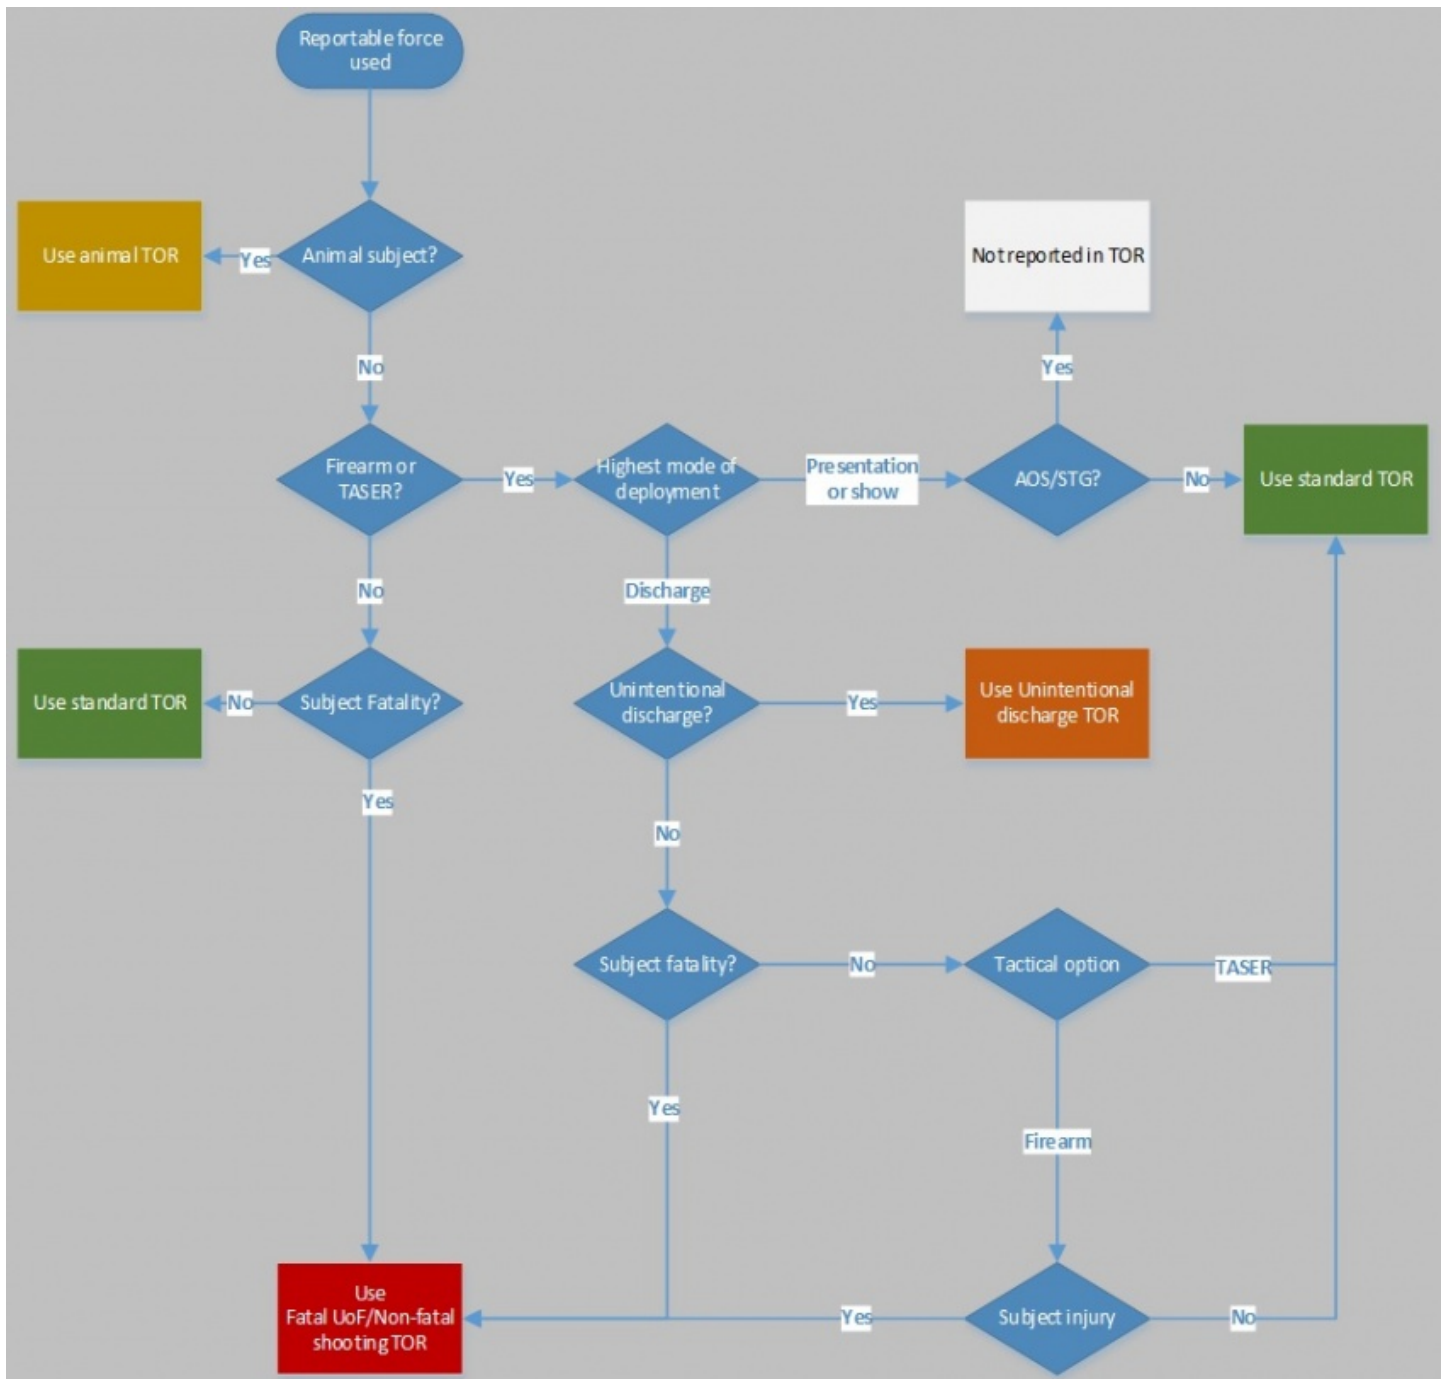 Reportable force
used
Use animal TOR
Yes
Animal subject?
Not reported in TOR
No
Yes
Firearm or
TASER?
Yes
Highest mode of
deployment
Presentation
or show
AOS/STG?
No
Use standard TOR
No
Discharge
Use standard TOR
No
Subject Fatality?
Unintentional
discharge?
Yes
Use Unintentional
discharge TOR
Yes
No
Subject fatality?
No
Tactical option
TASER
Yes
Firearm
Use
Fatal UoF/Non-fatal
shooting TOR
Yes
Subject injury
No